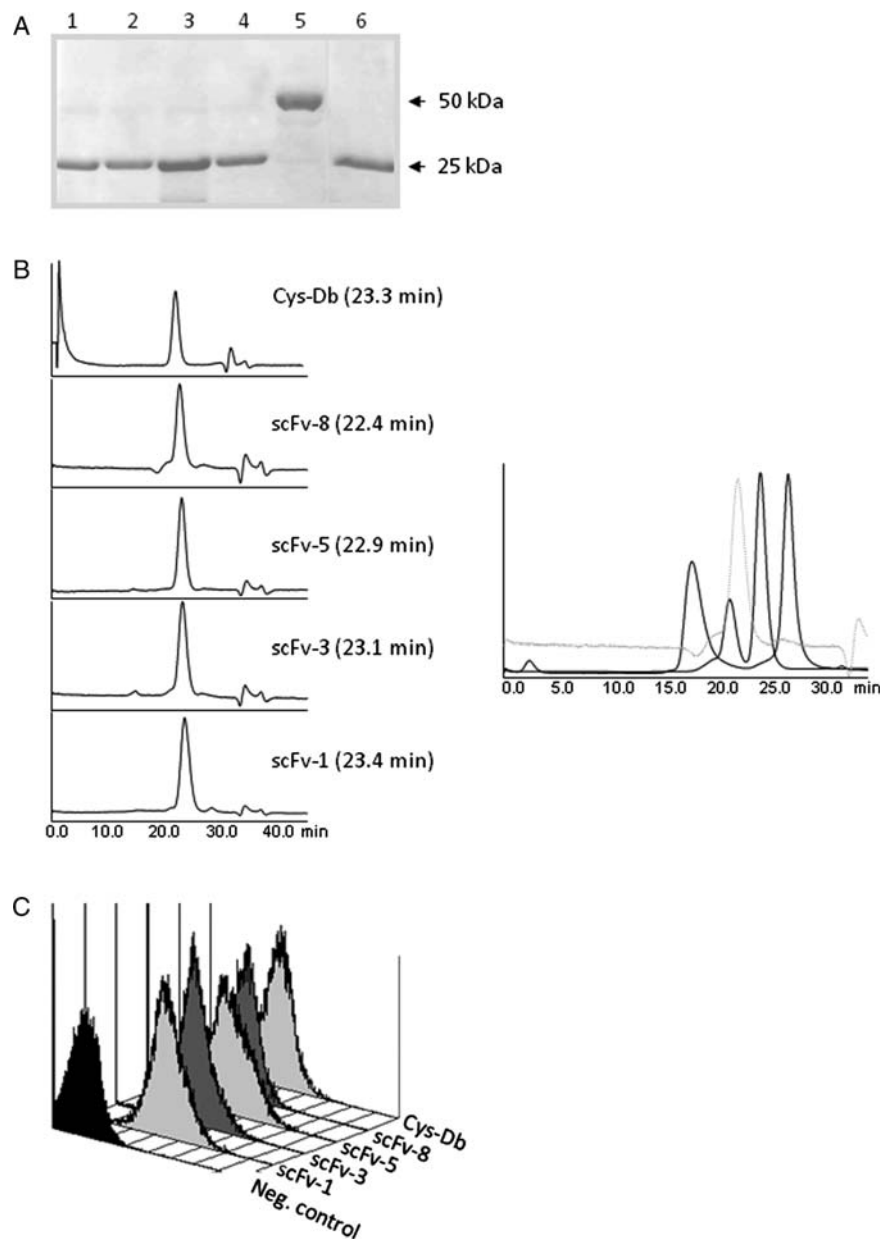 A
1 2 3 4 5 6
50 kDa
25 kDa
B
Cys-Db (23.3 min)
scFv-8 (22.4 min)
scFv-5 (22.9 min)
scFv-3 (23.1 min)
scFv-1 (23.4 min)
0.0 10.0 20.0 30.0 40.0 min
0.0 5.0 10.0 15.0 20.0 25.0 30.0 min
C
Cys-Db
scFv-8
scFv-5
scFv-3
scFv-1
Neg. control